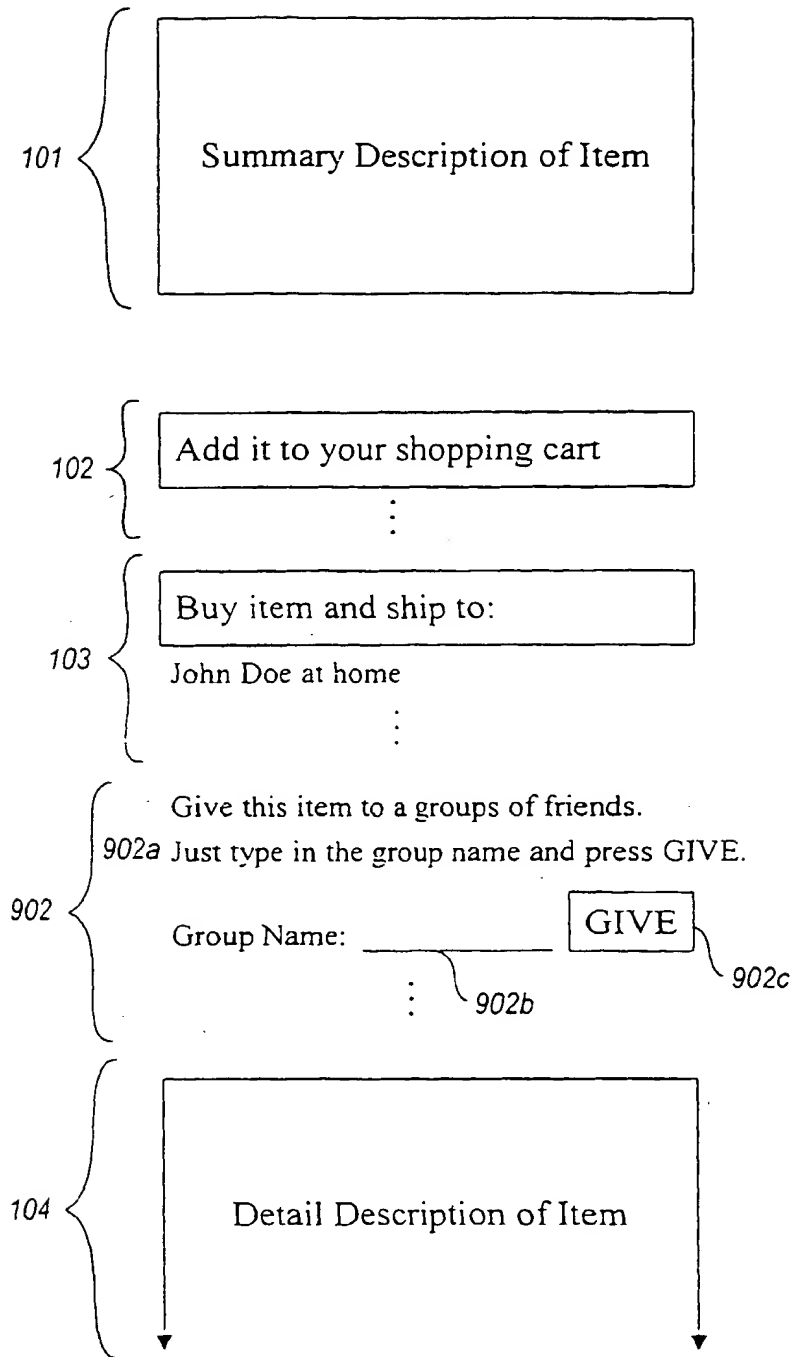 101
Summary Description of Item
102
Add it to your shopping cart
103
Buy item and ship to:
John Doe at home
902
Give this item to a groups of friends.
902a Just type in the group name and press GIVE.
Group Name: ____________ GIVE
902b
902c
104
Detail Description of Item